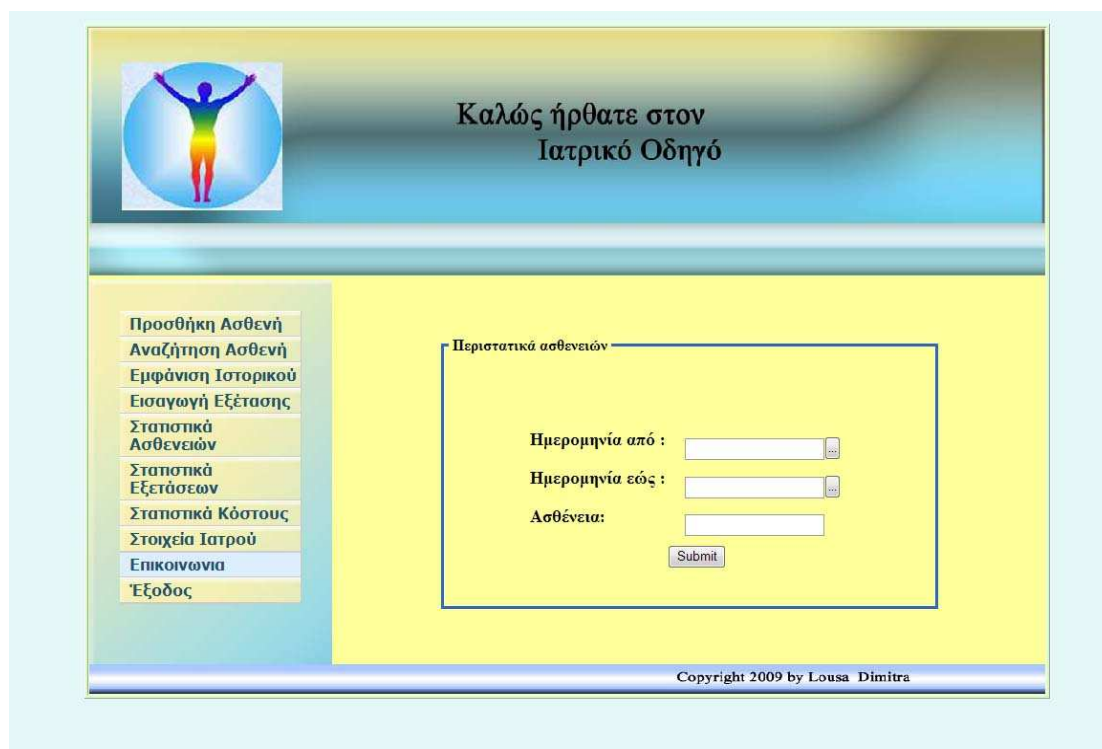 Καλώς ήρθατε στον
Ιατρικό Οδηγό
Προσθήκη Ασθενή
Αναζήτηση Ασθενή
Εμφάνιση Ιστορικού
Εισαγωγή Εξέτασης
Στατιστικά
Ασθενειών
Στατιστικά
Εξετάσεων
Στατιστικά Κόστους
Στοιχεία Ιατρού
Επικοινωνια
Έξοδος
Περιστατικά ασθενειών
Ημερομηνία από :
...
Ημερομηνία εώς :
...
Ασθένεια:
Submit
Copyright 2009 by Lousa Dimitra